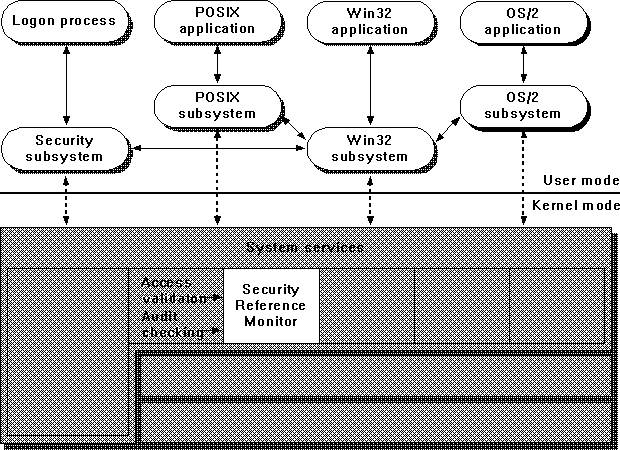 Logon process
POSIX
application
Win32
application
OS/2
application
POSIX
subsystem
OS/2
subsystem
Security
subsystem
Win32
subsystem
User mode
Kernel mode
System services
Access
validaion
Audit
checking
Security
Reference
Monitor